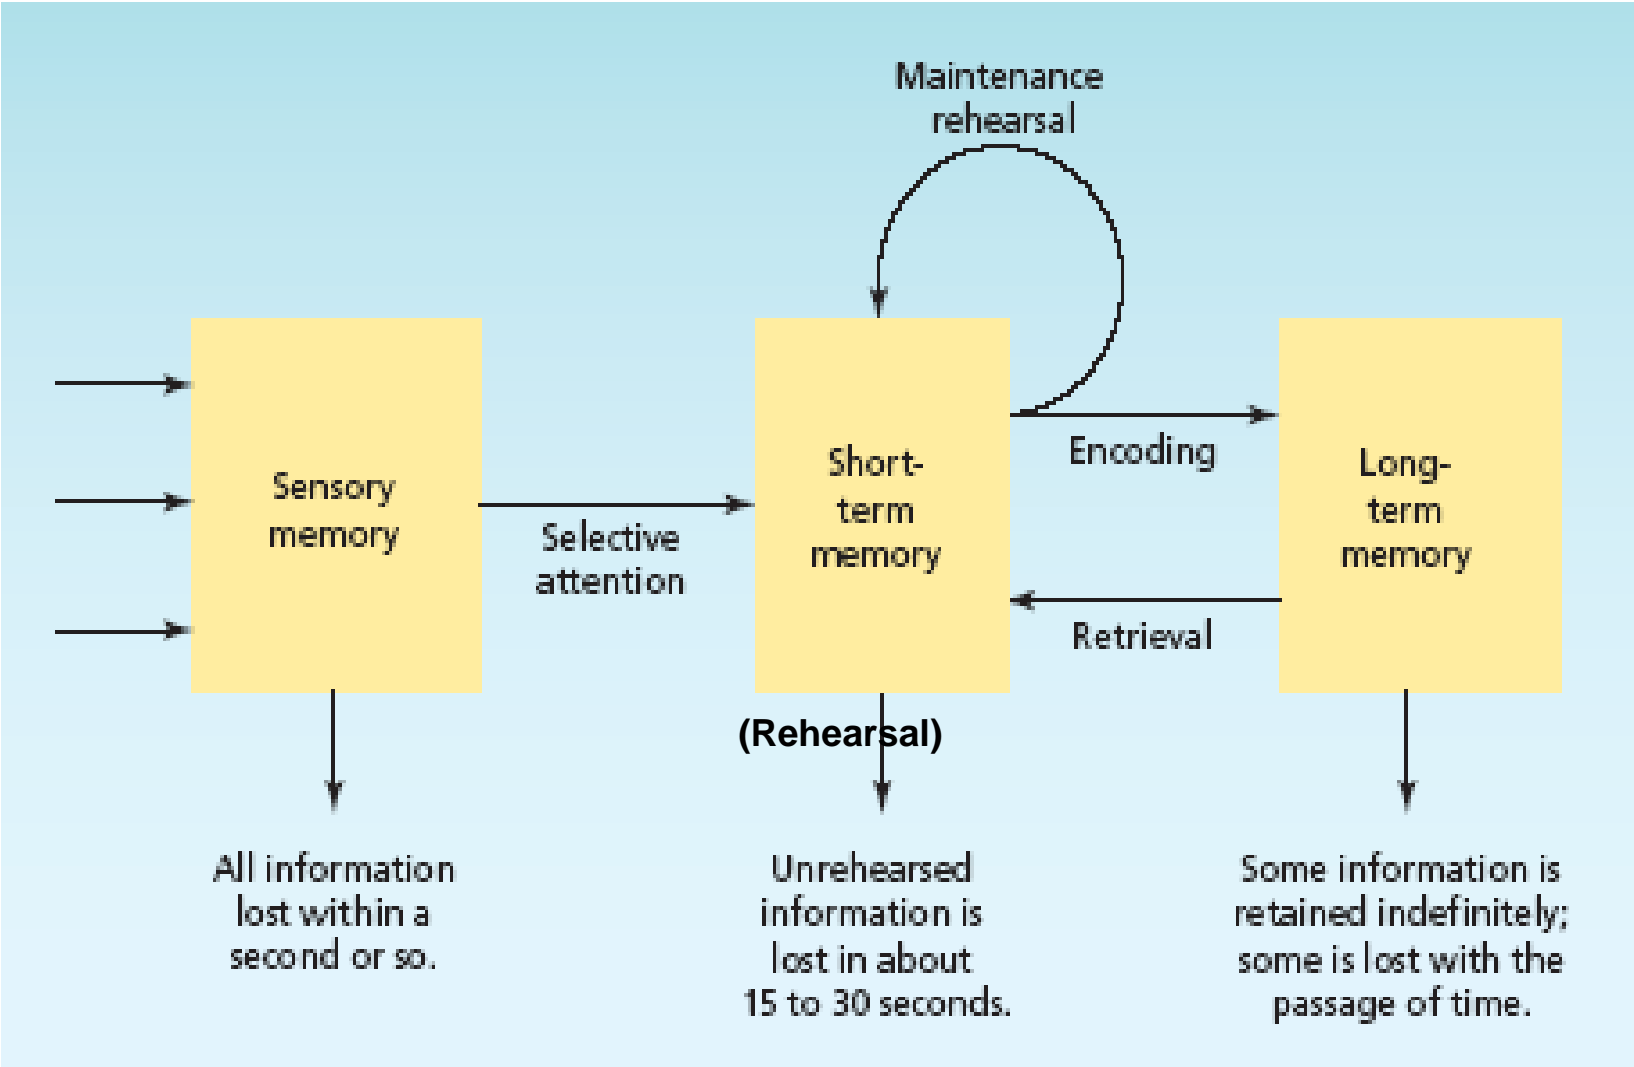 Maintenance
rehearsal
Sensory
memory
Selective
attention
Short-
term
memory
Encoding
Retrieval
Long-
term
memory
(Rehearsal)
All information
lost within a
second or so.
Unrehearsed
information is
lost in about
15 to 30 seconds.
Some information is
retained indefinitely;
some is lost with the
passage of time.